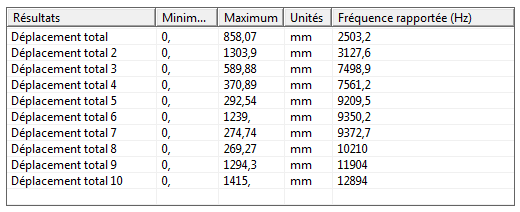 Résultats Minim... Maximum Unités Fréquence rapportée (Hz)
Déplacement total 0, 858,07 mm 2503,2
Déplacement total 2 0, 1303,9 mm 3127,6
Déplacement total 3 0, 589,88 mm 7498,9
Déplacement total 4 0, 370,89 mm 7561,2
Déplacement total 5 0, 292,54 mm 9209,5
Déplacement total 6 0, 1239, mm 9350,2
Déplacement total 7 0, 274,74 mm 9372,7
Déplacement total 8 0, 269,27 mm 10210
Déplacement total 9 0, 1294,3 mm 11904
Déplacement total 10 0, 1415, mm 12894